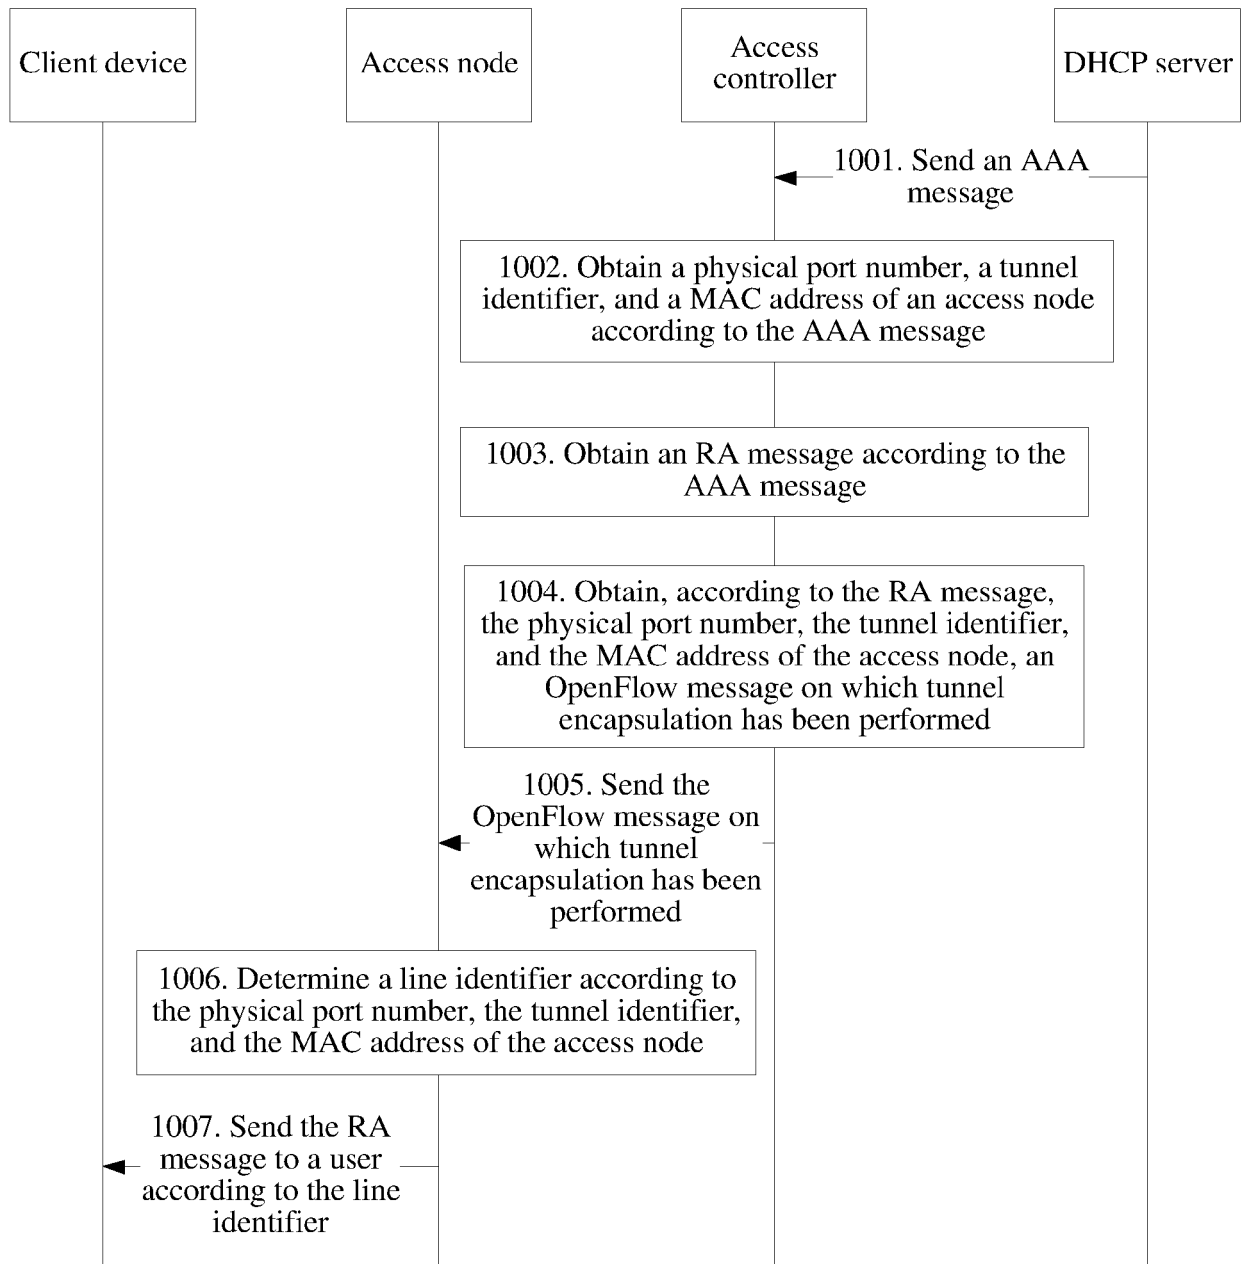 Client device
Access node
Access
controller
DHCP server
1001. Send an AAA
message
1002. Obtain a physical port number, a tunnel
identifier, and a MAC address of an access node
according to the AAA message
1003. Obtain an RA message according to the
AAA message
1004. Obtain, according to the RA message,
the physical port number, the tunnel identifier,
and the MAC address of the access node, an
OpenFlow message on which tunnel
encapsulation has been performed
1005. Send the
OpenFlow message on
which tunnel
encapsulation has been
performed
1006. Determine a line identifier according to
the physical port number, the tunnel identifier,
and the MAC address of the access node
1007. Send the RA
message to a user
according to the line
identifier